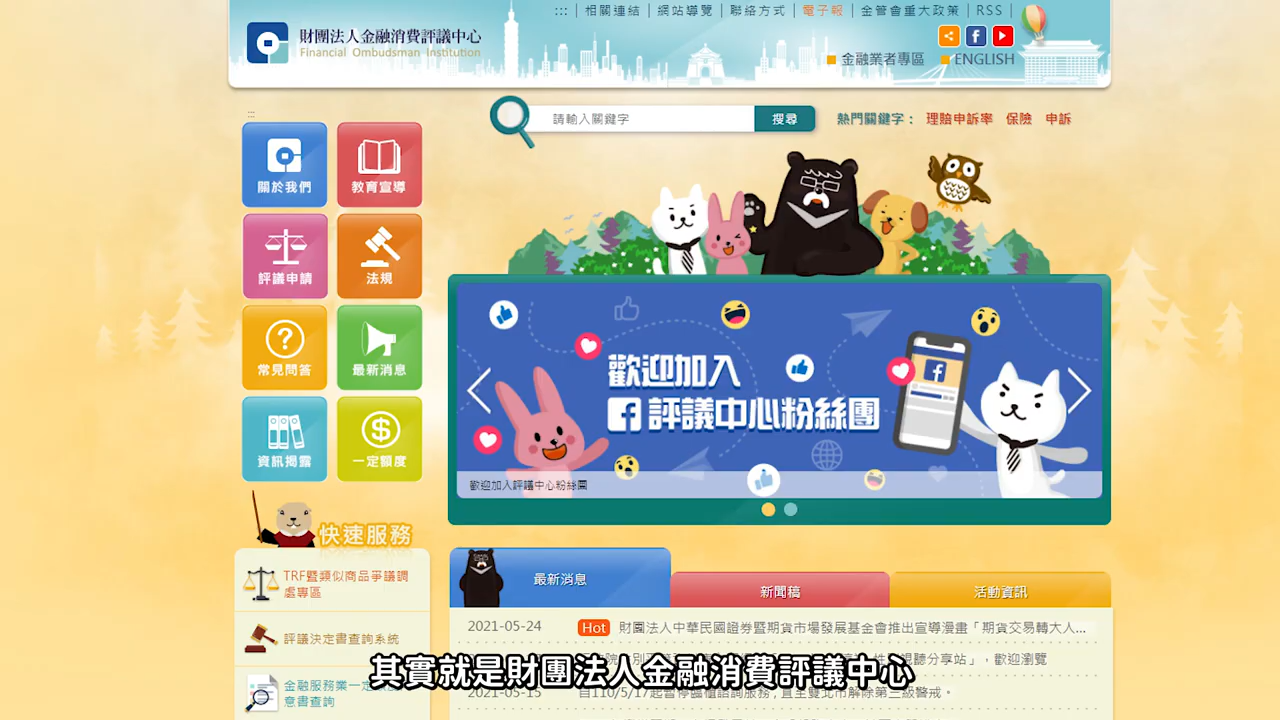 ::: | 相關連結 | 網站導覽 | 聯絡方式 | 電子報 | 金管會重大政策 | RSS |
財團法人金融消費評議中心
Financial Ombudsman Institution
金融業者專區 ENGLISH
:::
請輸入關鍵字 搜尋 熱門關鍵字： 理賠申訴率 保險 申訴
關於我們 教育宣導
評議申請 法規
常見問答 最新消息
資訊揭露 一定額度
歡迎加入
評議中心粉絲團
歡迎加入評議中心粉絲團
快速服務
TRF暨類似商品爭議調
處專區
評議決定書查詢系統
金融服務業一定
意書查詢
最新消息 新聞稿 活動資訊
2021-05-24 Hot 財團法人中華民國證券暨期貨市場發展基金會推出宣導漫畫「期貨交易轉大人...
視聽分享站」，歡迎瀏覽
2021-05-15 自110/5/17起暫停臨櫃諮詢服務，直至雙北市解除第三級警戒。
其實就是財團法人金融消費評議中心